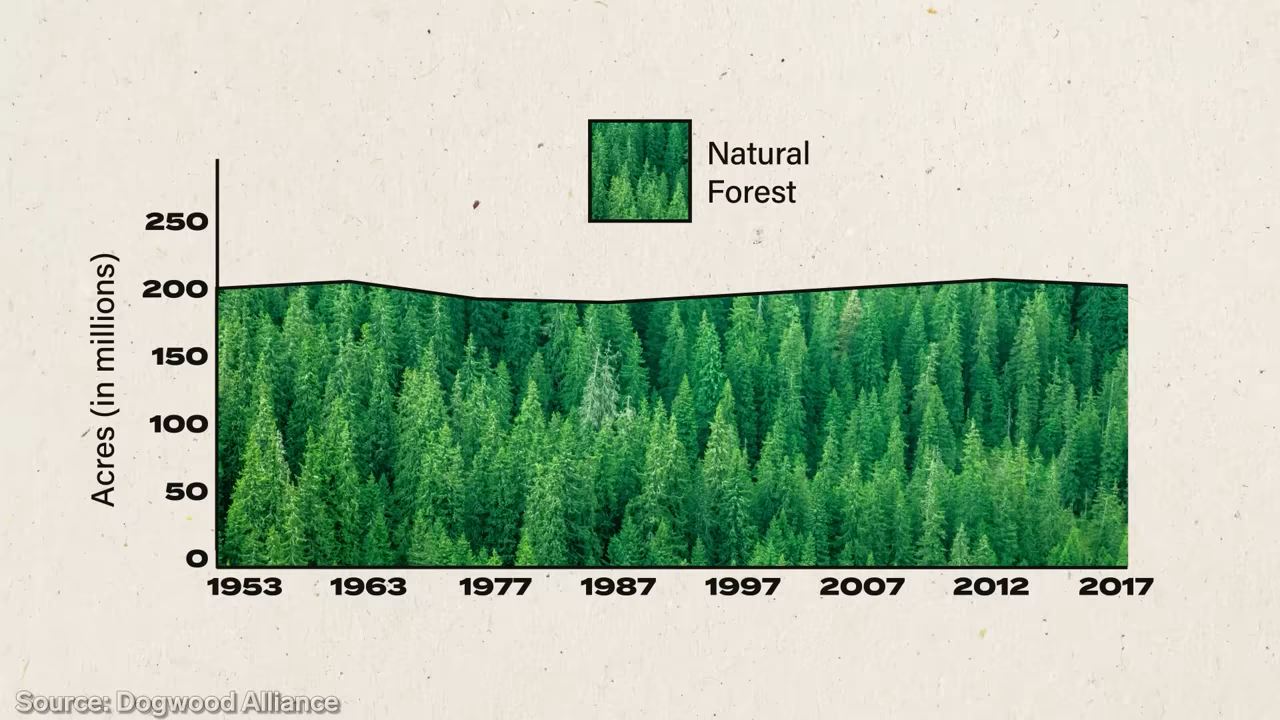 Natural
Forest
Acres (in millions)
250
200
150
100
50
0
1953 1963 1977 1987 1997 2007 2012 2017
Source: Dogwood Alliance